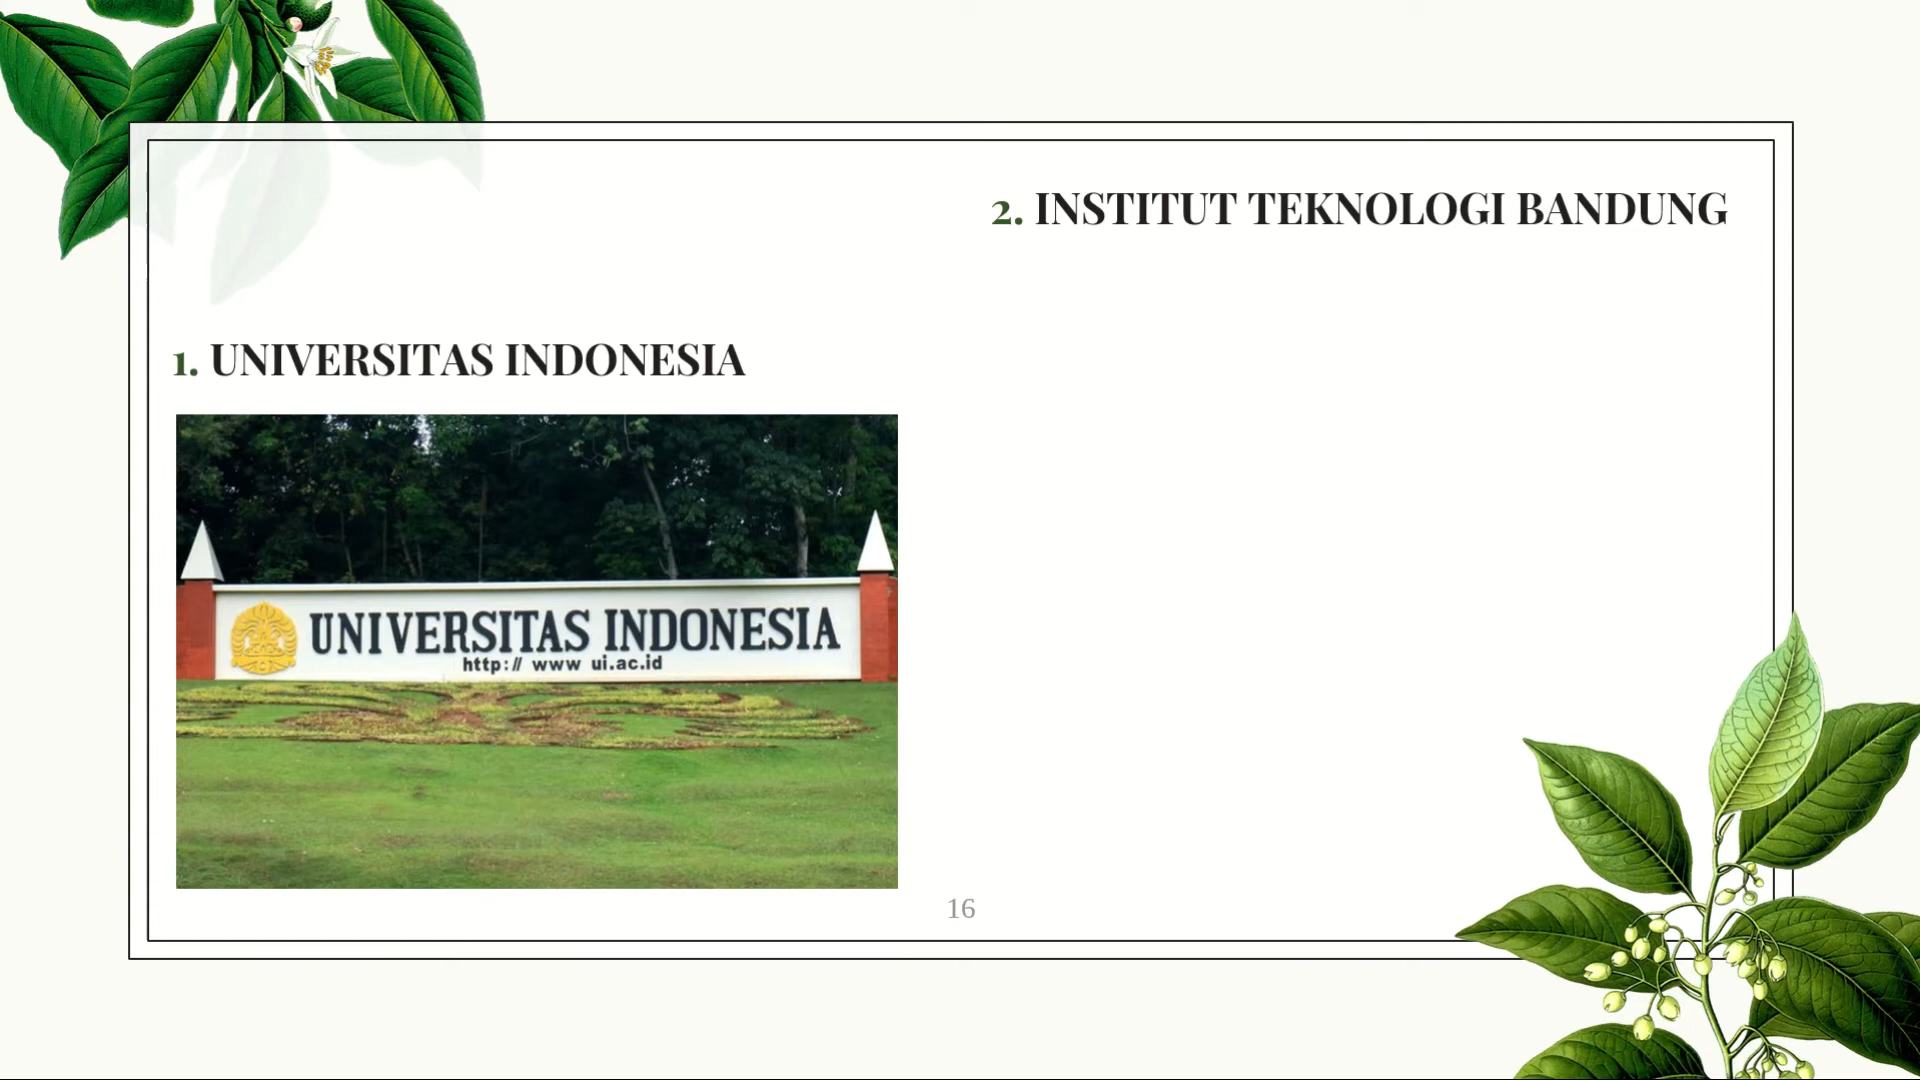 2. INSTITUT TEKNOLOGI BANDUNG
1. UNIVERSITAS INDONESIA
UNIVERSITAS INDONESIA
http:// www ui.ac.id
16